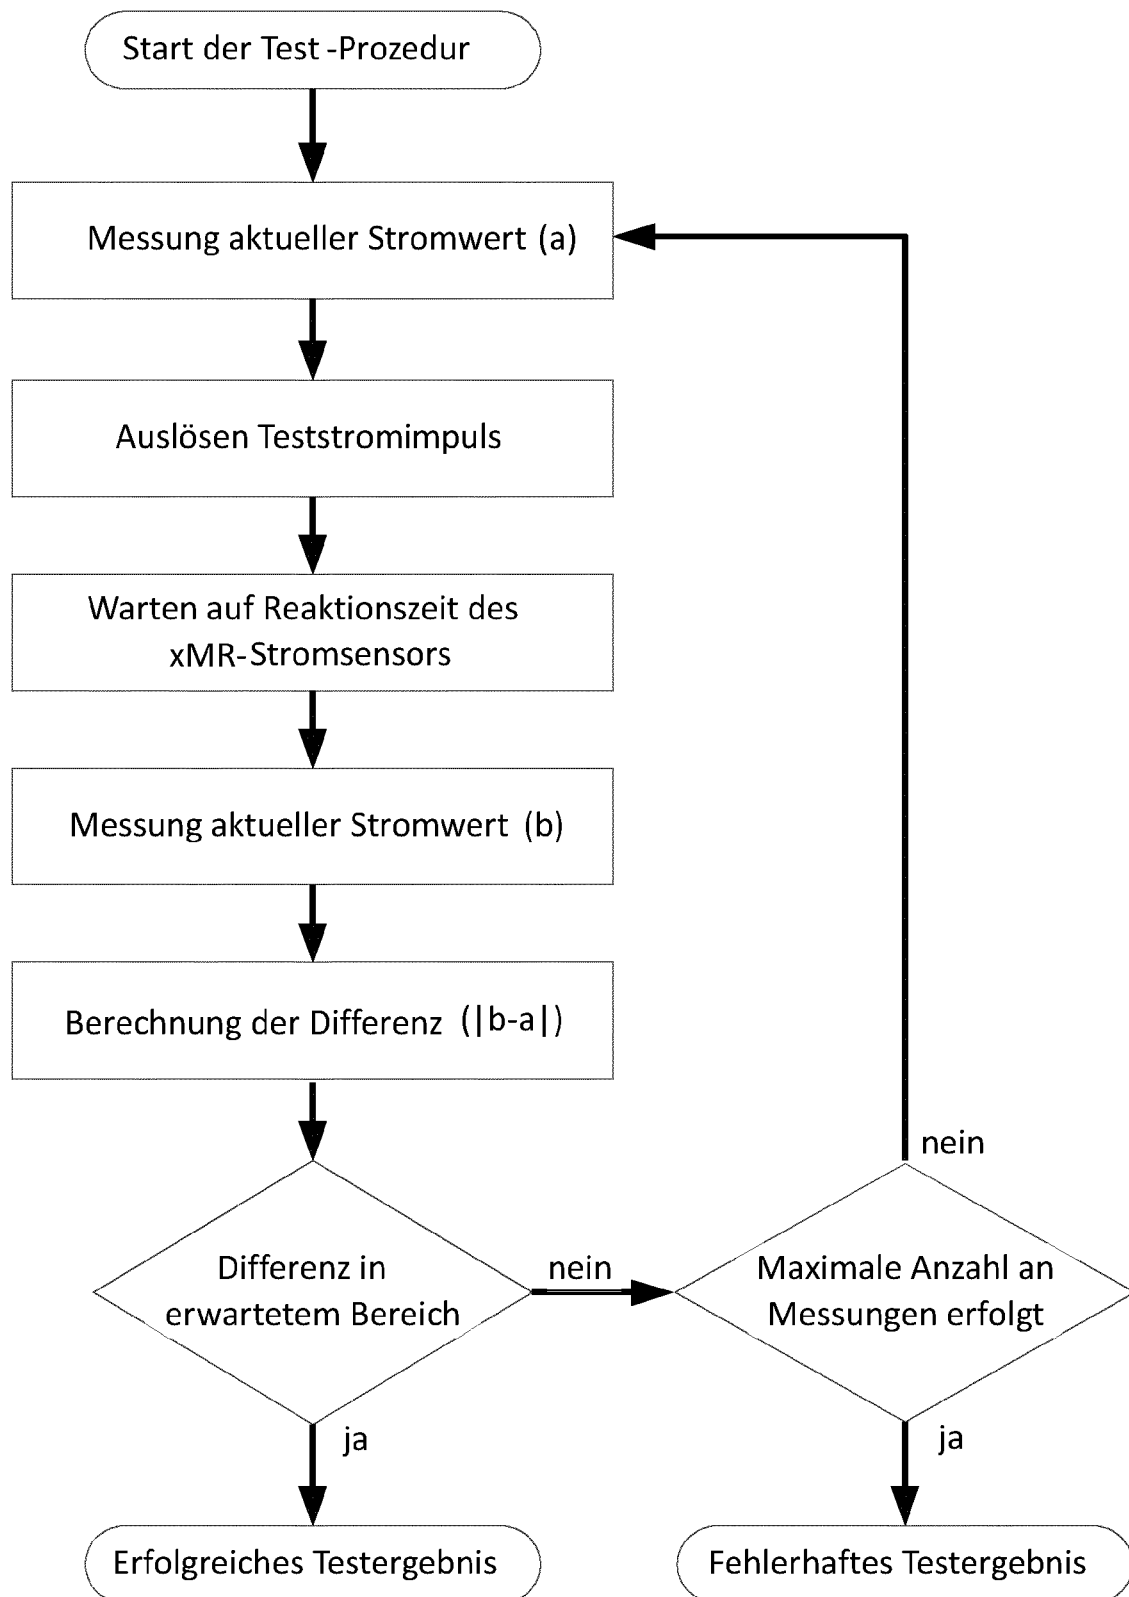 Start der Test -Prozedur
Messung aktueller Stromwert (a)
Auslösen Teststromimpuls
Warten auf Reaktionszeit des
xMR-Stromsensors
Messung aktueller Stromwert (b)
Berechnung der Differenz (|b-a|)
nein
Differenz in
erwartetem Bereich
nein
Maximale Anzahl an
Messungen erfolgt
ja
ja
Erfolgreiches Testergebnis
Fehlerhaftes Testergebnis